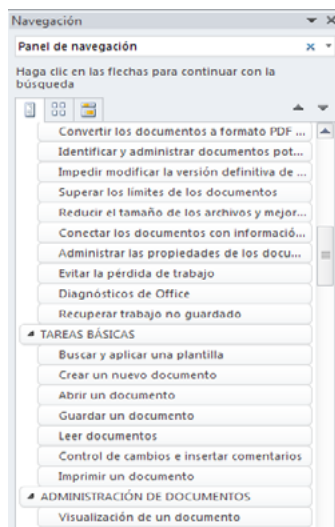 Navegación
Panel de navegación
Haga clic en las flechas para continuar con la
búsqueda
Convertir los documentos a formato PDF ...
Identificar y administrar documentos pot...
Impedir modificar la versión definitiva de ...
Superar los límites de los documentos
Reducir el tamaño de los archivos y mejor...
Conectar los documentos con informació...
Administrar las propiedades de los docu...
Evitar la pérdida de trabajo
Diagnósticos de Office
Recuperar trabajo no guardado
TAREAS BÁSICAS
Buscar y aplicar una plantilla
Crear un nuevo documento
Abrir un documento
Guardar un documento
Leer documentos
Control de cambios e insertar comentarios
Imprimir un documento
ADMINISTRACIÓN DE DOCUMENTOS
Visualización de un documento